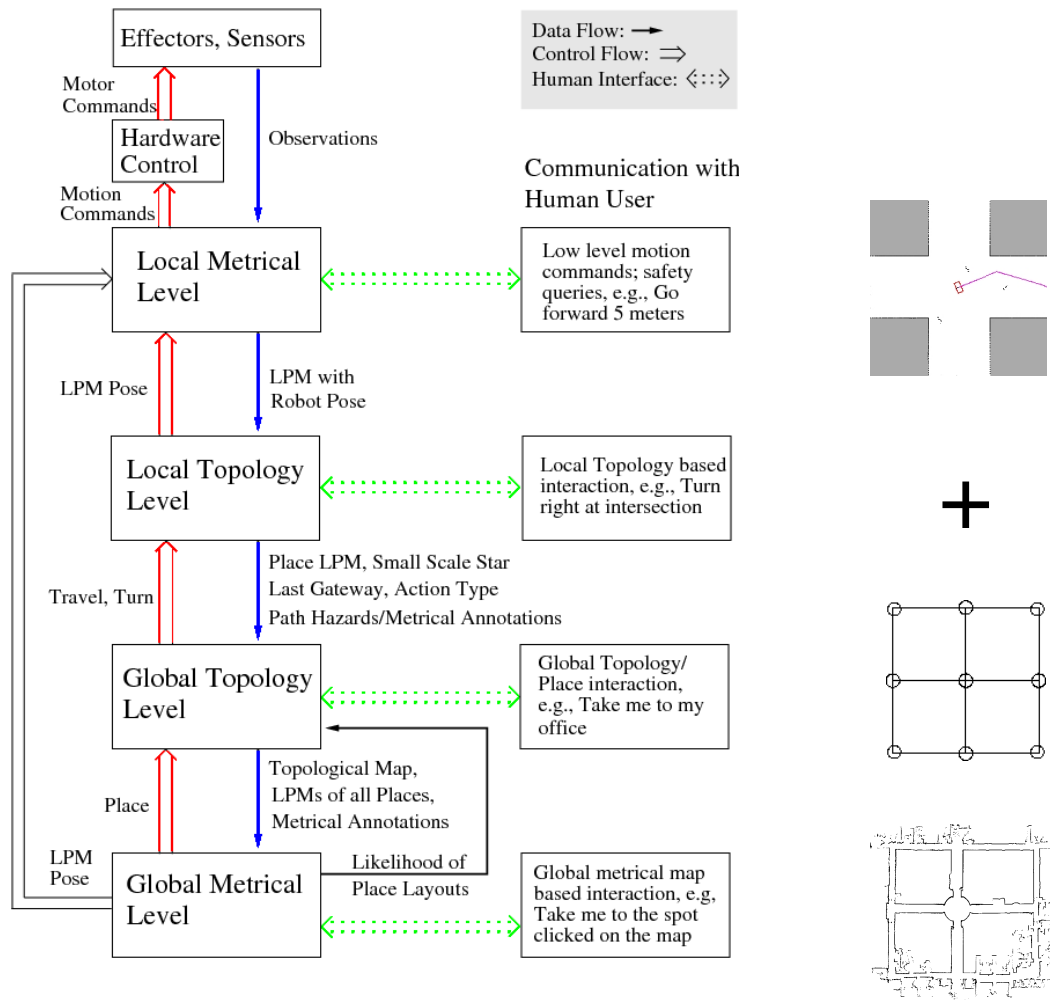 Effectors, Sensors
Data Flow:
Control Flow:
Human Interface:
Motor
Commands
Hardware
Control
Observations
Motion
Commands
Communication with
Human User
Local Metrical
Level
Low level motion
commands; safety
queries, e.g., Go
forward 5 meters
LPM Pose
LPM with
Robot Pose
Local Topology
Level
Local Topology based
interaction, e.g., Turn
right at intersection
Travel, Turn
Place LPM, Small Scale Star
Last Gateway, Action Type
Path Hazards/Metrical Annotations
Global Topology
Level
Global Topology/
Place interaction,
e.g., Take me to my
office
Place
Topological Map,
LPMs of all Places,
Metrical Annotations
LPM
Pose
Likelihood of
Place Layouts
Global Metrical
Level
Global metrical map
based interaction, e.g,
Take me to the spot
clicked on the map